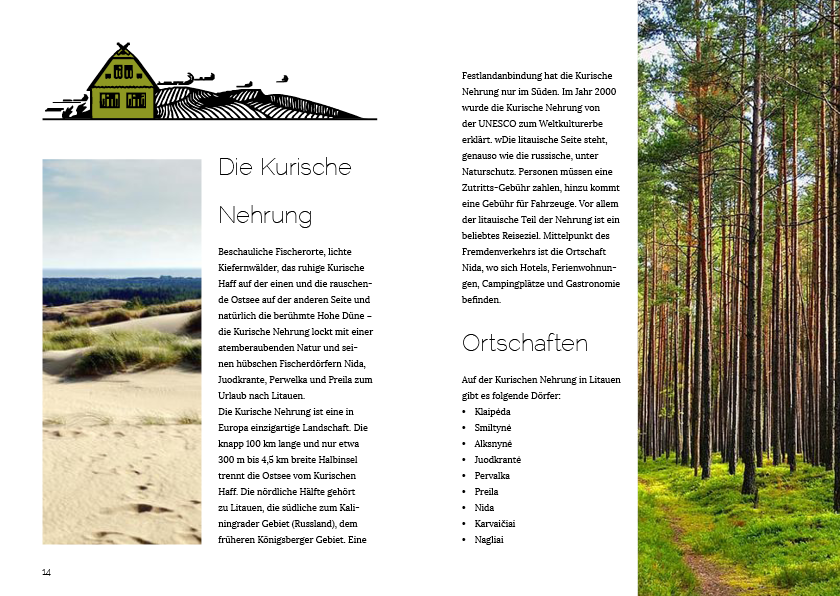 Die Kurische
Nehrung
Beschauliche Fischerorte, lichte
Kiefernwälder, das ruhige Kurische
Haff auf der einen und die rauschen-
de Ostsee auf der anderen Seite und
natürlich die berühmte Hohe Düne –
die Kurische Nehrung lockt mit einer
atemberaubenden Natur und sei-
nen hübschen Fischerdörfern Nida,
Juodkrante, Perwelka und Preila zum
Urlaub nach Litauen.
Die Kurische Nehrung ist eine in
Europa einzigartige Landschaft. Die
knapp 100 km lange und nur etwa
300 m bis 4,5 km breite Halbinsel
trennt die Ostsee vom Kurischen
Haff. Die nördliche Hälfte gehört
zu Litauen, die südliche zum Kali-
ningrader Gebiet (Russland), dem
früheren Königsberger Gebiet. Eine
14
Festlandanbindung hat die Kurische
Nehrung nur im Süden. Im Jahr 2000
wurde die Kurische Nehrung von
der UNESCO zum Weltkulturerbe
erklärt. wDie litauische Seite steht,
genauso wie die russische, unter
Naturschutz. Personen müssen eine
Zutritts-Gebühr zahlen, hinzu kommt
eine Gebühr für Fahrzeuge. Vor allem
der litauische Teil der Nehrung ist ein
beliebtes Reiseziel. Mittelpunkt des
Fremdenverkehrs ist die Ortschaft
Nida, wo sich Hotels, Ferienwohnun-
gen, Campingplätze und Gastronomie
befinden.
Ortschaften
Auf der Kurischen Nehrung in Litauen
gibt es folgende Dörfer:
• Klaipėda
• Smiltynė
• Alksnynė
• Juodkrantė
• Pervalka
• Preila
• Nida
• Karvaičiai
• Nagliai